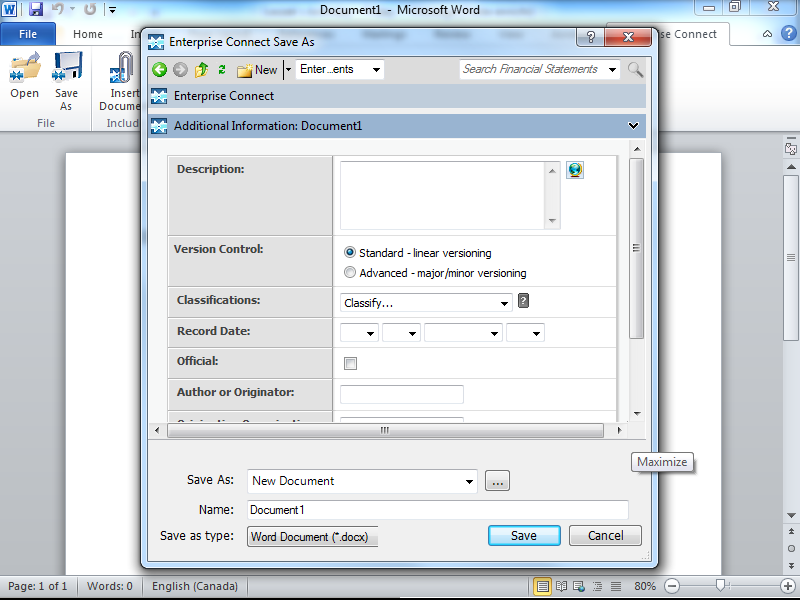 Document1 - Microsoft Word
File
Home
Connect
Open
Save
As
Insert
Docume
File
Includ
Enterprise Connect Save As
?
New
Enter...ents
Search Financial Statements
Enterprise Connect
Additional Information: Document1
Description:
Version Control:
Standard - linear versioning
Advanced - major/minor versioning
Classifications:
Classify...
?
Record Date:
Official:
Author or Originator:
Save As:
New Document
...
Maximize
Name:
Document1
Save as type:
Word Document (*.docx)
Save
Cancel
Page: 1 of 1
Words: 0
English (Canada)
80%